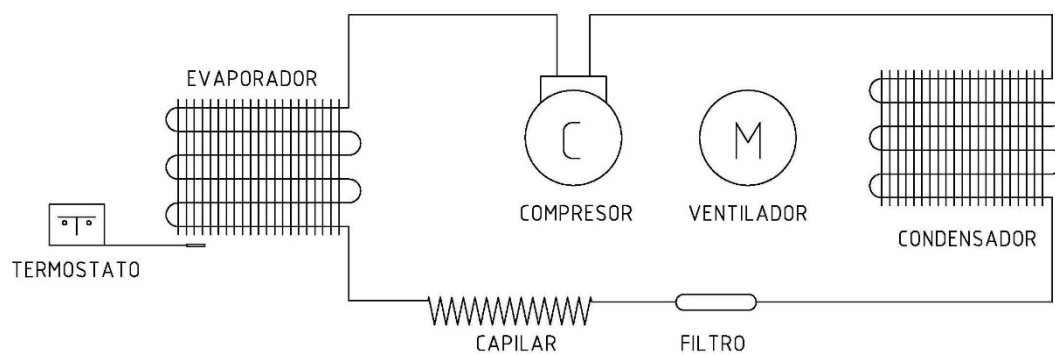 EVAPORADOR
C
M
COMPRESOR
VENTILADOR
CONDENSADOR
TERMOSTATO
CAPILAR
FILTRO